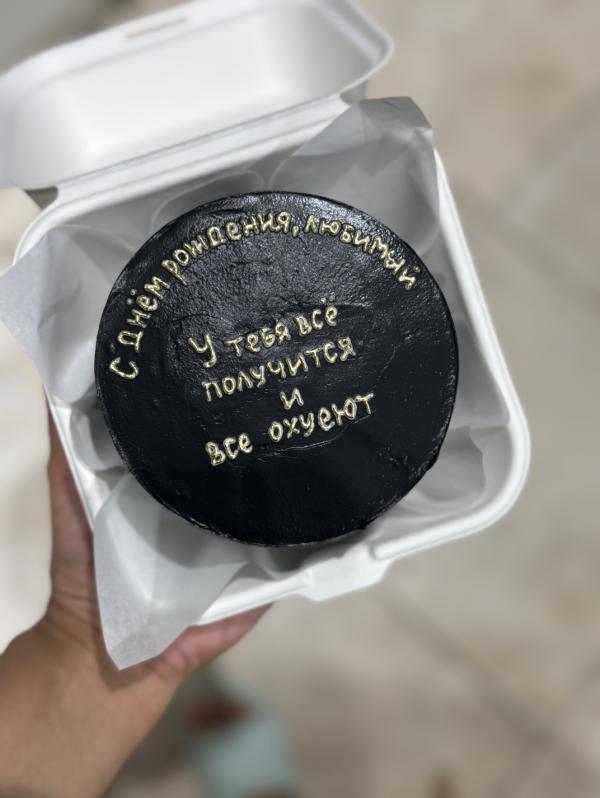 С Днём рождения, любимый
У тебя всё
получится
и
все охуеют